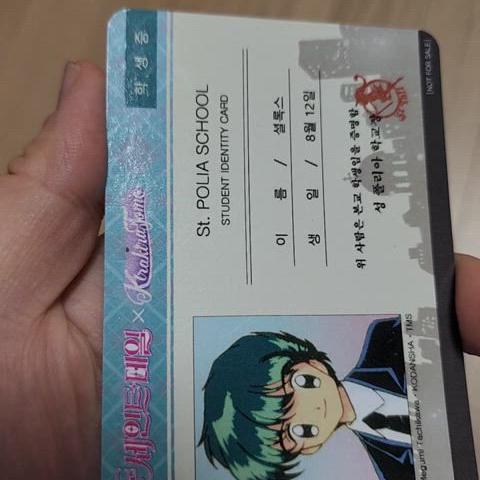 세인트테일 ×
학생증
St. POLIA SCHOOL
STUDENT IDENTITY CARD
이 름 / 셜록스
생 일 / 8월 12일
위 사람은 본교 학생임을 증명함
성 폴리아 학교장
[NOT FOR SALE]
Megumi Tachikawa · KODANSHA · TMS